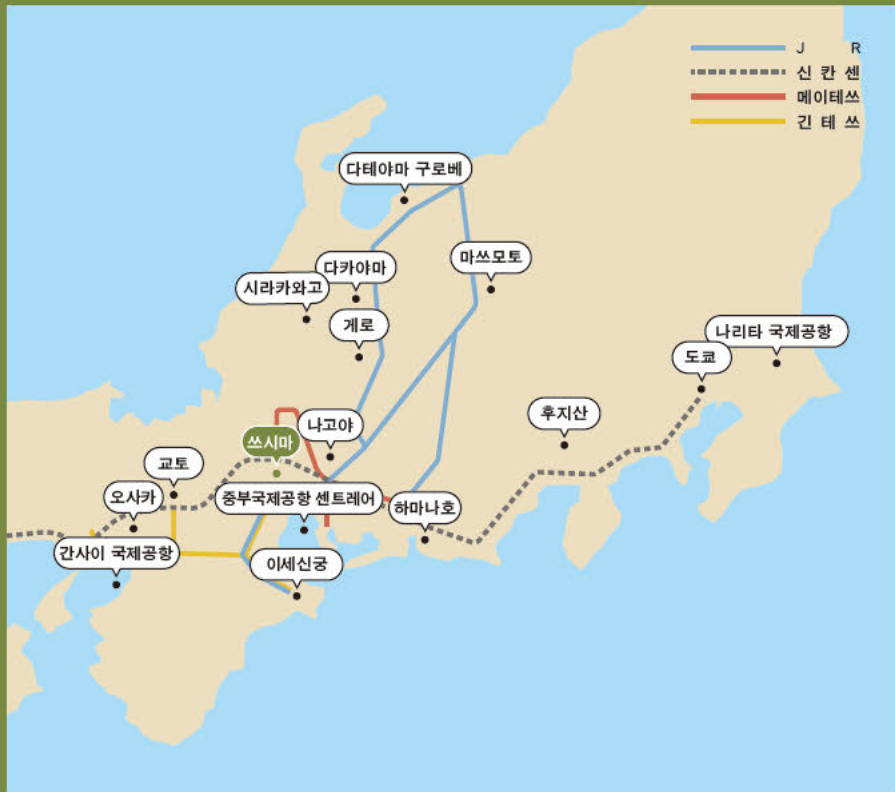 J R
신 칸 센
메이테쓰
긴 테 쓰
다테야마 구로베
마쓰모토
다카야마
시라카와고
게로
나리타 국제공항
도쿄
후지산
나고야
쓰시마
교토
오사카
중부국제공항 센트레어
하마나호
간사이 국제공항
이세신궁